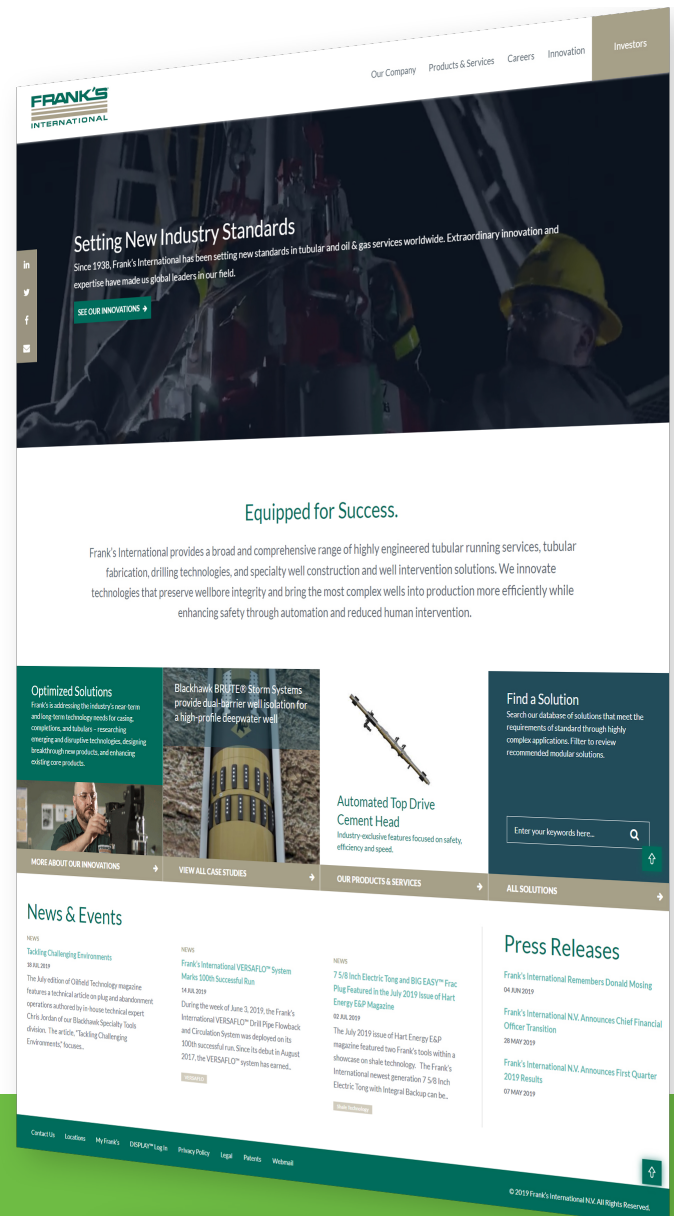 FRANK'S
INTERNATIONAL
Our Company
Products & Services
Careers
Innovation
Investors
Setting New Industry Standards
Since 1938, Frank's International has been setting new standards in tubular and oil & gas services worldwide. Extraordinary innovation and
expertise have made us global leaders in our field.
SEE OUR INNOVATIONS
Equipped for Success.
Frank's International provides a broad and comprehensive range of highly engineered tubular running services, tubular
fabrication, drilling technologies, and specialty well construction and well intervention solutions. We innovate
technologies that preserve wellbore integrity and bring the most complex wells into production more efficiently while
enhancing safety through automation and reduced human intervention.
Optimized Solutions
Frank's is addressing the industry's near-term
and long-term technology needs for casing,
completions, and tubulars - researching
emerging and disruptive technologies, designing
breakthrough new products, and enhancing
existing core products.
MORE ABOUT OUR INNOVATIONS
Blackhawk BRUTE® Storm Systems
provide dual-barrier well isolation for
a high-profile deepwater well
VIEW ALL CASE STUDIES
Automated Top Drive
Cement Head
Industry-exclusive features focused on safety,
efficiency and speed.
OUR PRODUCTS & SERVICES
Find a Solution
Search our database of solutions that meet the
requirements of standard through highly
complex applications. Filter to review
recommended modular solutions.
Enter your keywords here...
ALL SOLUTIONS
News & Events
NEWS
Tackling Challenging Environments
18 JUL 2019
The July edition of Oilfield Technology magazine
features a technical article on plug and abandonment
operations authored by in-house technical expert
Chris Jordan of our Blackhawk Specialty Tools
division. The article, "Tackling Challenging
Environments," focuses..
NEWS
Frank's International VERSAFLO™ System
Marks 100th Successful Run
14 JUL 2019
During the week of June 3, 2019, the Frank's
International VERSAFLO™ Drill Pipe Flowback
and Circulation System was deployed on its
100th successful run. Since its debut in August
2017, the VERSAFLO™ system has earned..
VERSAFLO
NEWS
7 5/8 Inch Electric Tong and BIG EASY™ Frac
Plug Featured in the July 2019 Issue of Hart
Energy E&P Magazine
02 JUL 2019
The July 2019 issue of Hart Energy E&P
magazine featured two Frank's tools within a
showcase on shale technology. The Frank's
International newest generation 7 5/8 Inch
Electric Tong with Integral Backup can be..
Shale Technology
Press Releases
Frank's International Remembers Donald Mosing
04 JUN 2019
Frank's International N.V. Announces Chief Financial
Officer Transition
28 MAY 2019
Frank's International N.V. Announces First Quarter
2019 Results
07 MAY 2019
Contact Us
Locations
My Frank's
DISPLAY™ Log In
Privacy Policy
Legal
Patents
Webmail
© 2019 Frank's International N.V. All Rights Reserved.